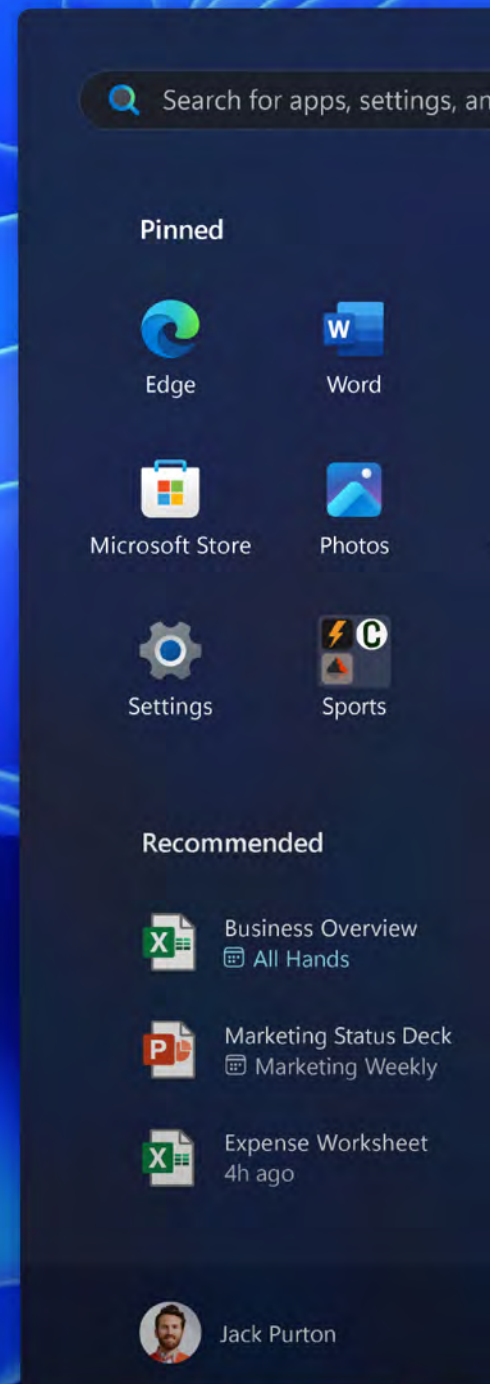 Search for apps, settings, an
Pinned
W
Edge
Word
Microsoft Store
Photos
C
Settings
Sports
Recommended
X
Business Overview
All Hands
P
Marketing Status Deck
Marketing Weekly
X
Expense Worksheet
4h ago
Jack Purton